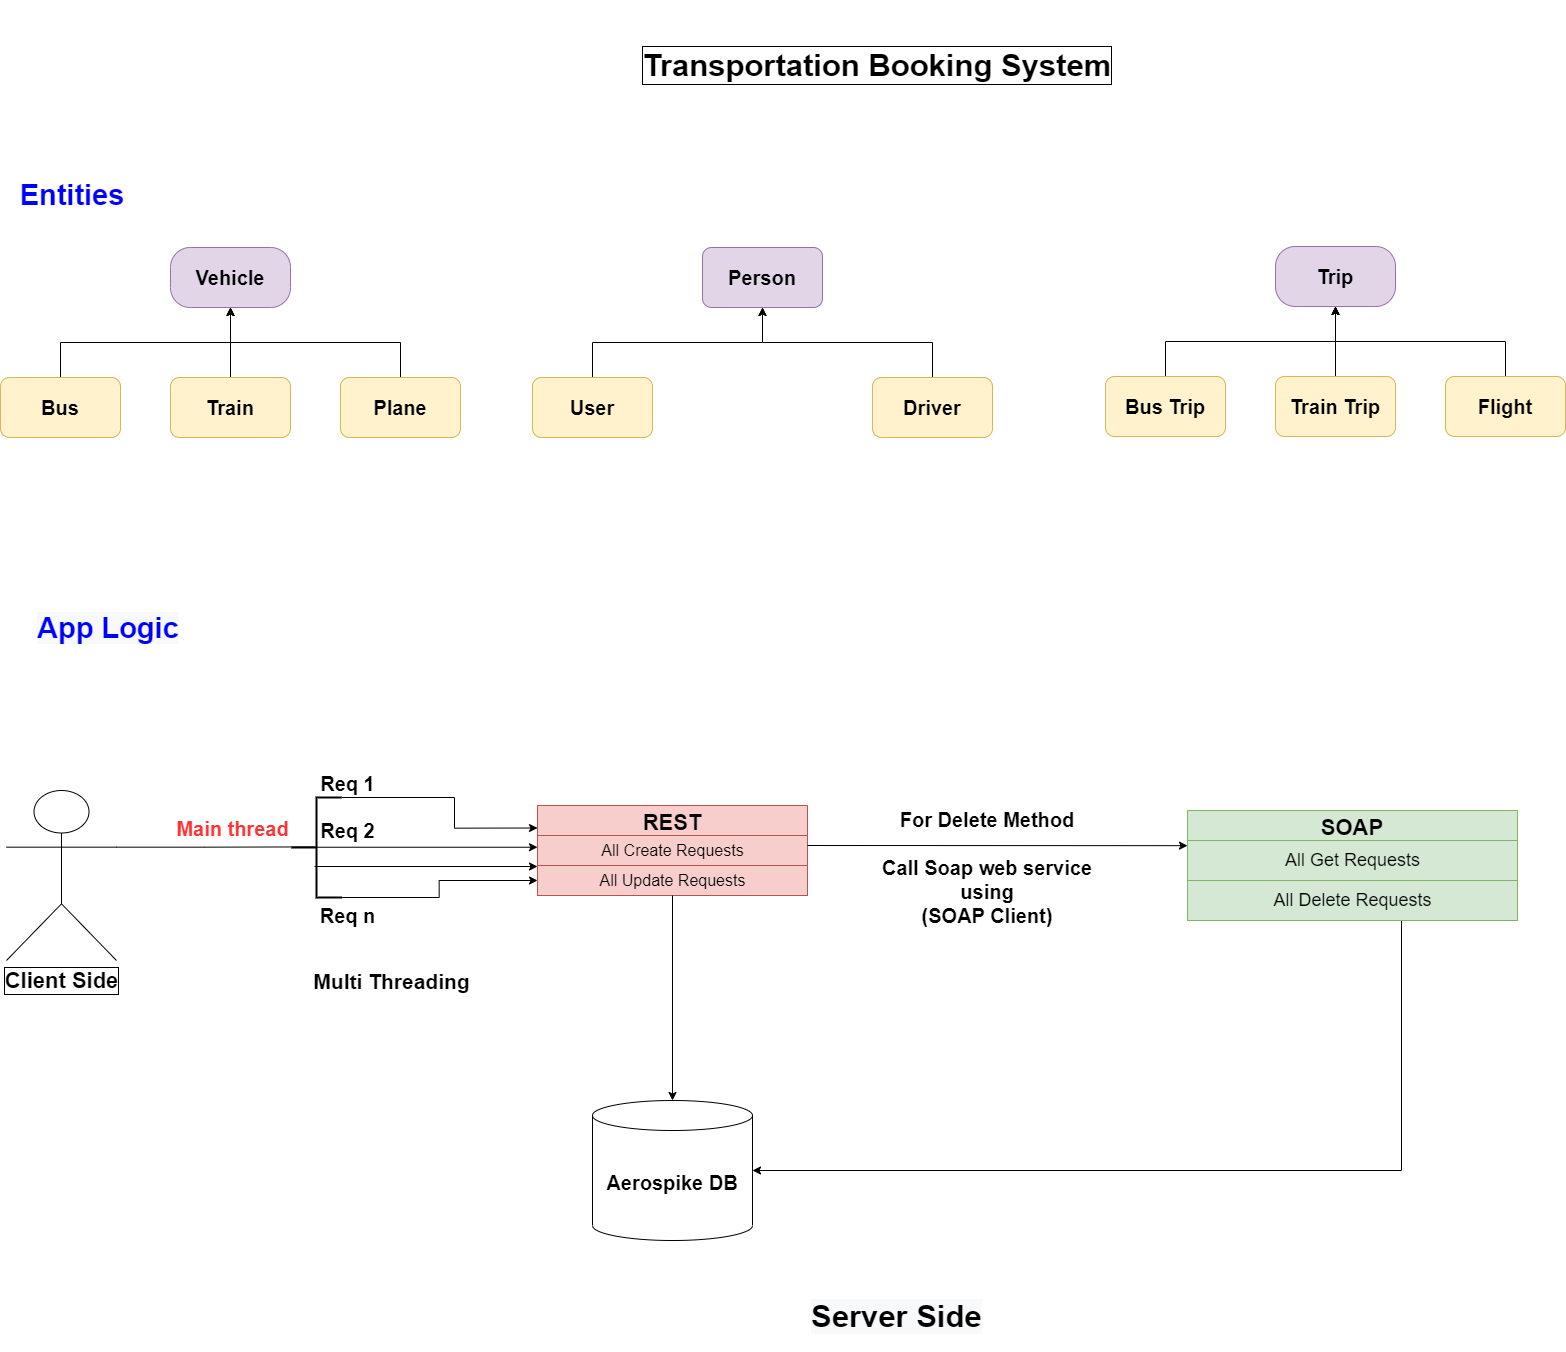 Transportation Booking System
Entities
Vehicle
Person
Trip
Bus
Train
Plane
User
Driver
Bus Trip
Train Trip
Flight
App Logic
Req 1
Main thread
Req 2
Req n
Multi Threading
Client Side
REST
All Create Requests
All Update Requests
For Delete Method
Call Soap web service
using
(SOAP Client)
SOAP
All Get Requests
All Delete Requests
Aerospike DB
Server Side